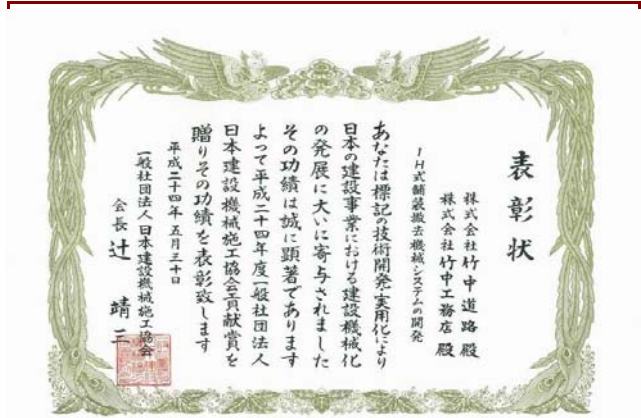 表彰状
株式会社竹中道路殿
株式会社竹中工務店殿
IH式舗装撤去機械システムの開発
あなたは標記の技術開発・実用化により
日本の建設事業における建設機械化
の発展に大いに寄与されました
その功績は誠に顕著であります
よって平成二十四年度一般社団法人
日本建設機械施工協会貢献賞を
贈りその功績を表彰致します
平成二十四年五月三十日
一般社団法人日本建設機械施工協会
会長辻靖三